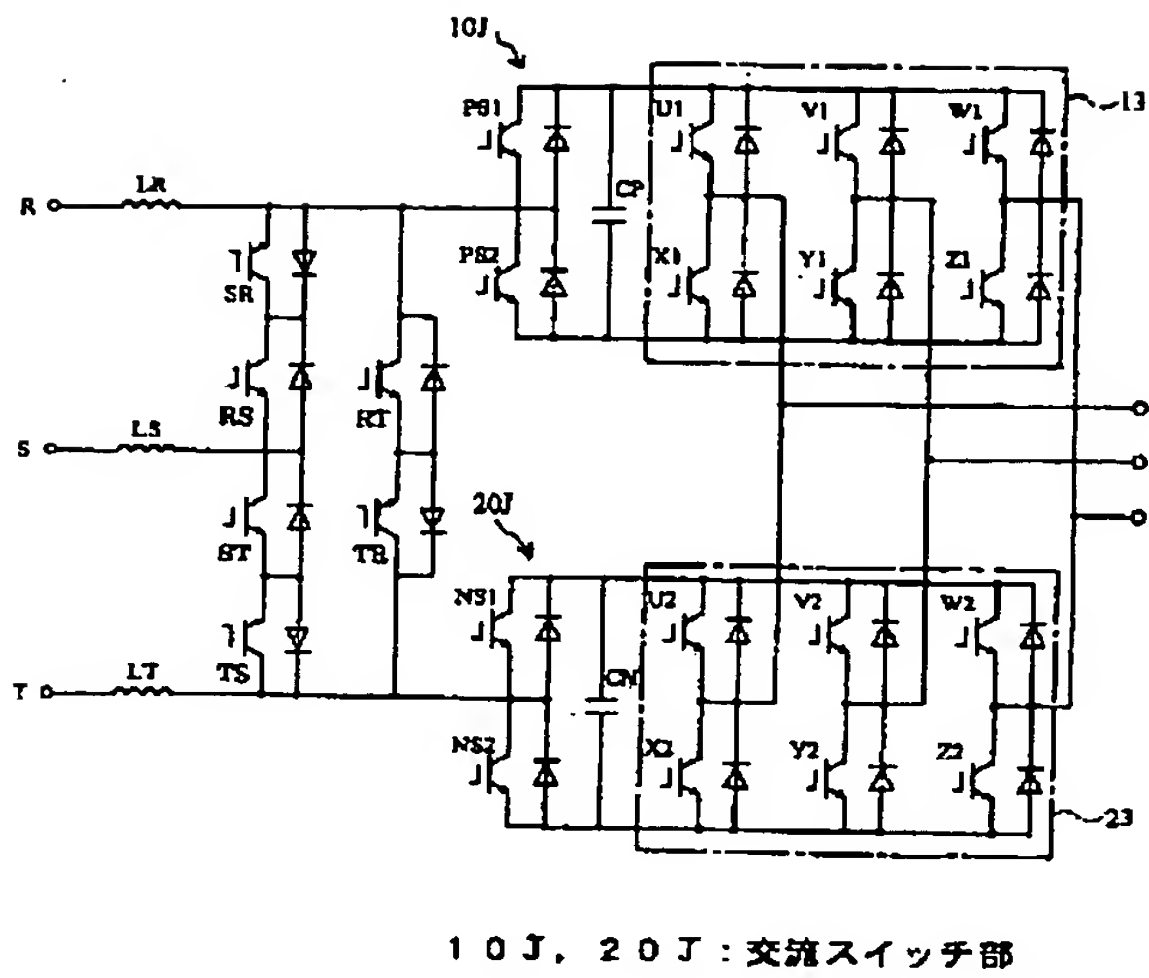 10J
PS1
U1
V1
W1
13
LR
R
CP
SR
PS2
X1
Y1
Z1
RS
RT
LS
S
20J
ST
TR
NS1
U2
V2
W2
TS
LT
T
CN
NS2
X2
Y2
Z2
23
10J, 20J:交流スイッチ部